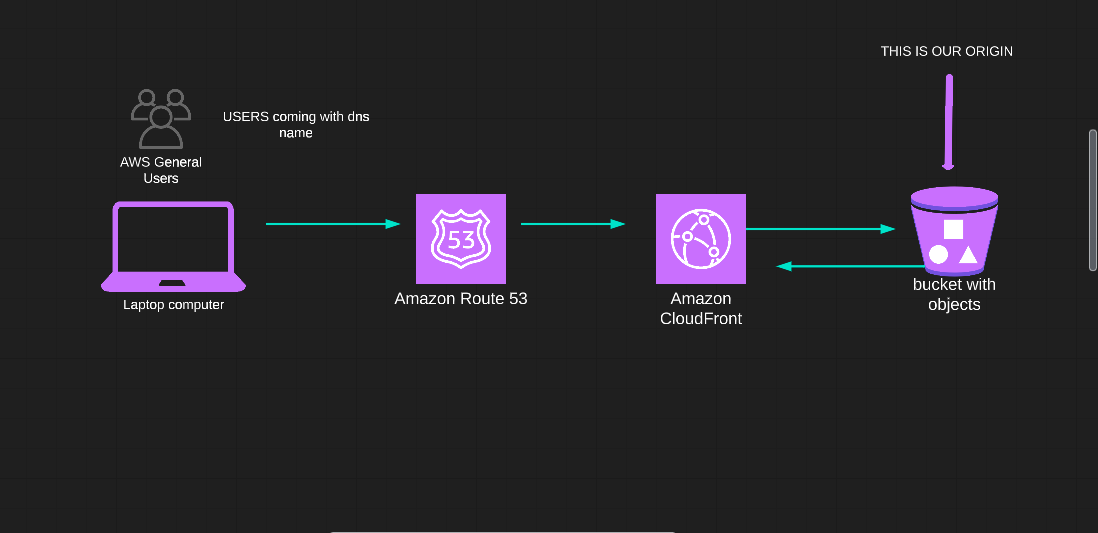 THIS IS OUR ORIGIN
USERS coming with dns
name
AWS General
Users
53
Laptop computer
Amazon Route 53
Amazon
CloudFront
bucket with
objects